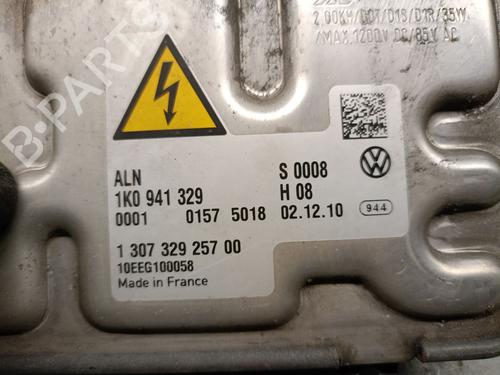 2 00KH/DOT/D1S/D1R/35W
/MAX.1200V DC/85V AC
ALN S 0008
1K0 941 329 H 08
0001 0157 5018 02.12.10 944
1 307 329 257 00
10EEG100058
Made in France
B-PARTS